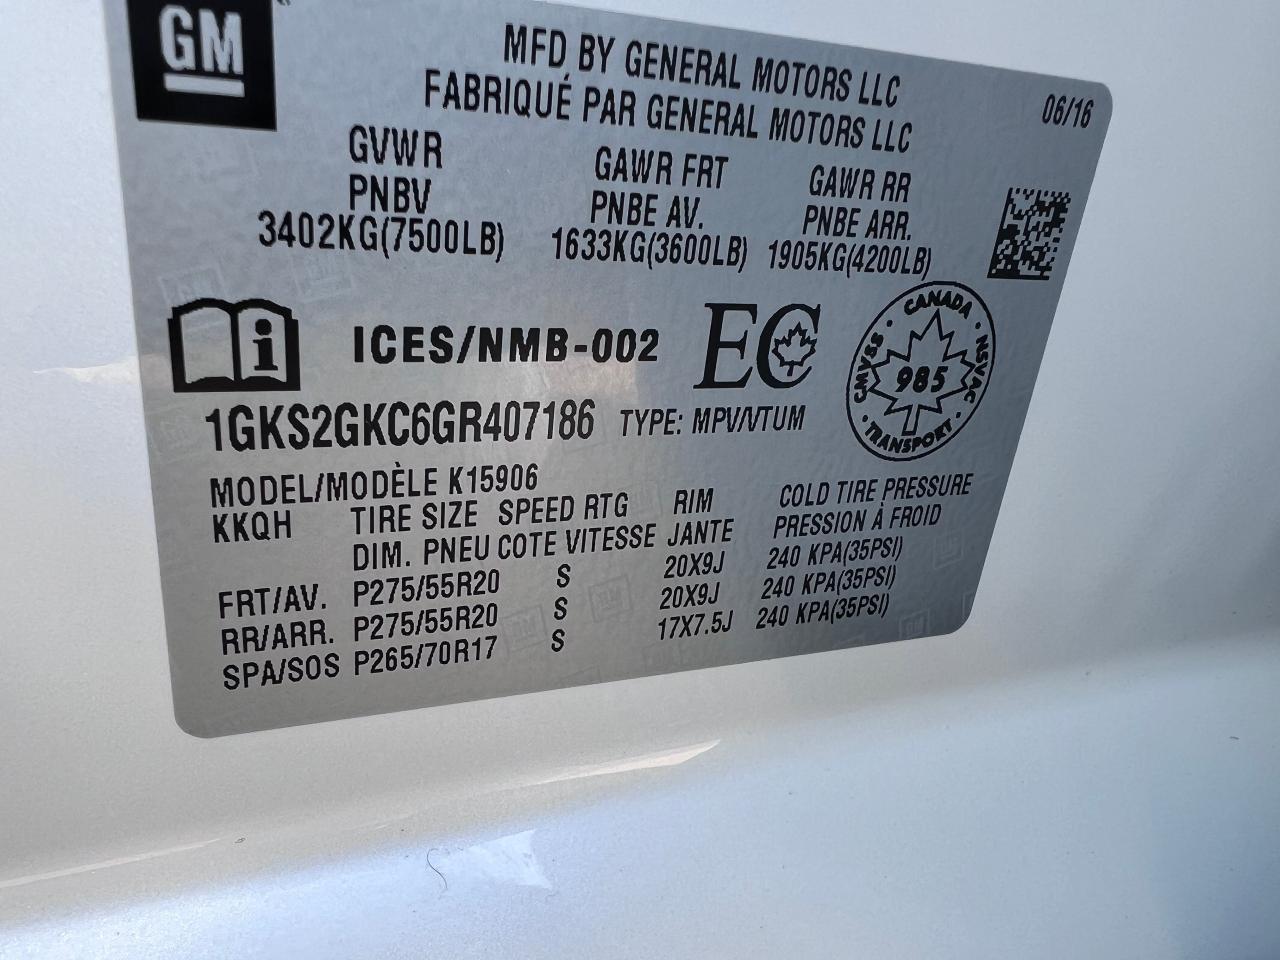 GM
MFD BY GENERAL MOTORS LLC
FABRIQUÉ PAR GENERAL MOTORS LLC
06/16
GVWR GAWR FRT GAWR RR
PNBV PNBE AV. PNBE ARR.
3402KG(7500LB) 1633KG(3600LB) 1905KG(4200LB)
i ICES/NMB-002 EC
CANADA
CMVSS 985 NSVAC
TRANSPORT
1GKS2GKC6GR407186 TYPE: MPV/VTUM
MODEL/MODÈLE K15906
KKQH TIRE SIZE SPEED RTG RIM COLD TIRE PRESSURE
DIM. PNEU COTE VITESSE JANTE PRESSION À FROID
FRT/AV. P275/55R20 S 20X9J 240 KPA(35PSI)
RR/ARR. P275/55R20 S 20X9J 240 KPA(35PSI)
SPA/SOS P265/70R17 S 17X7.5J 240 KPA(35PSI)